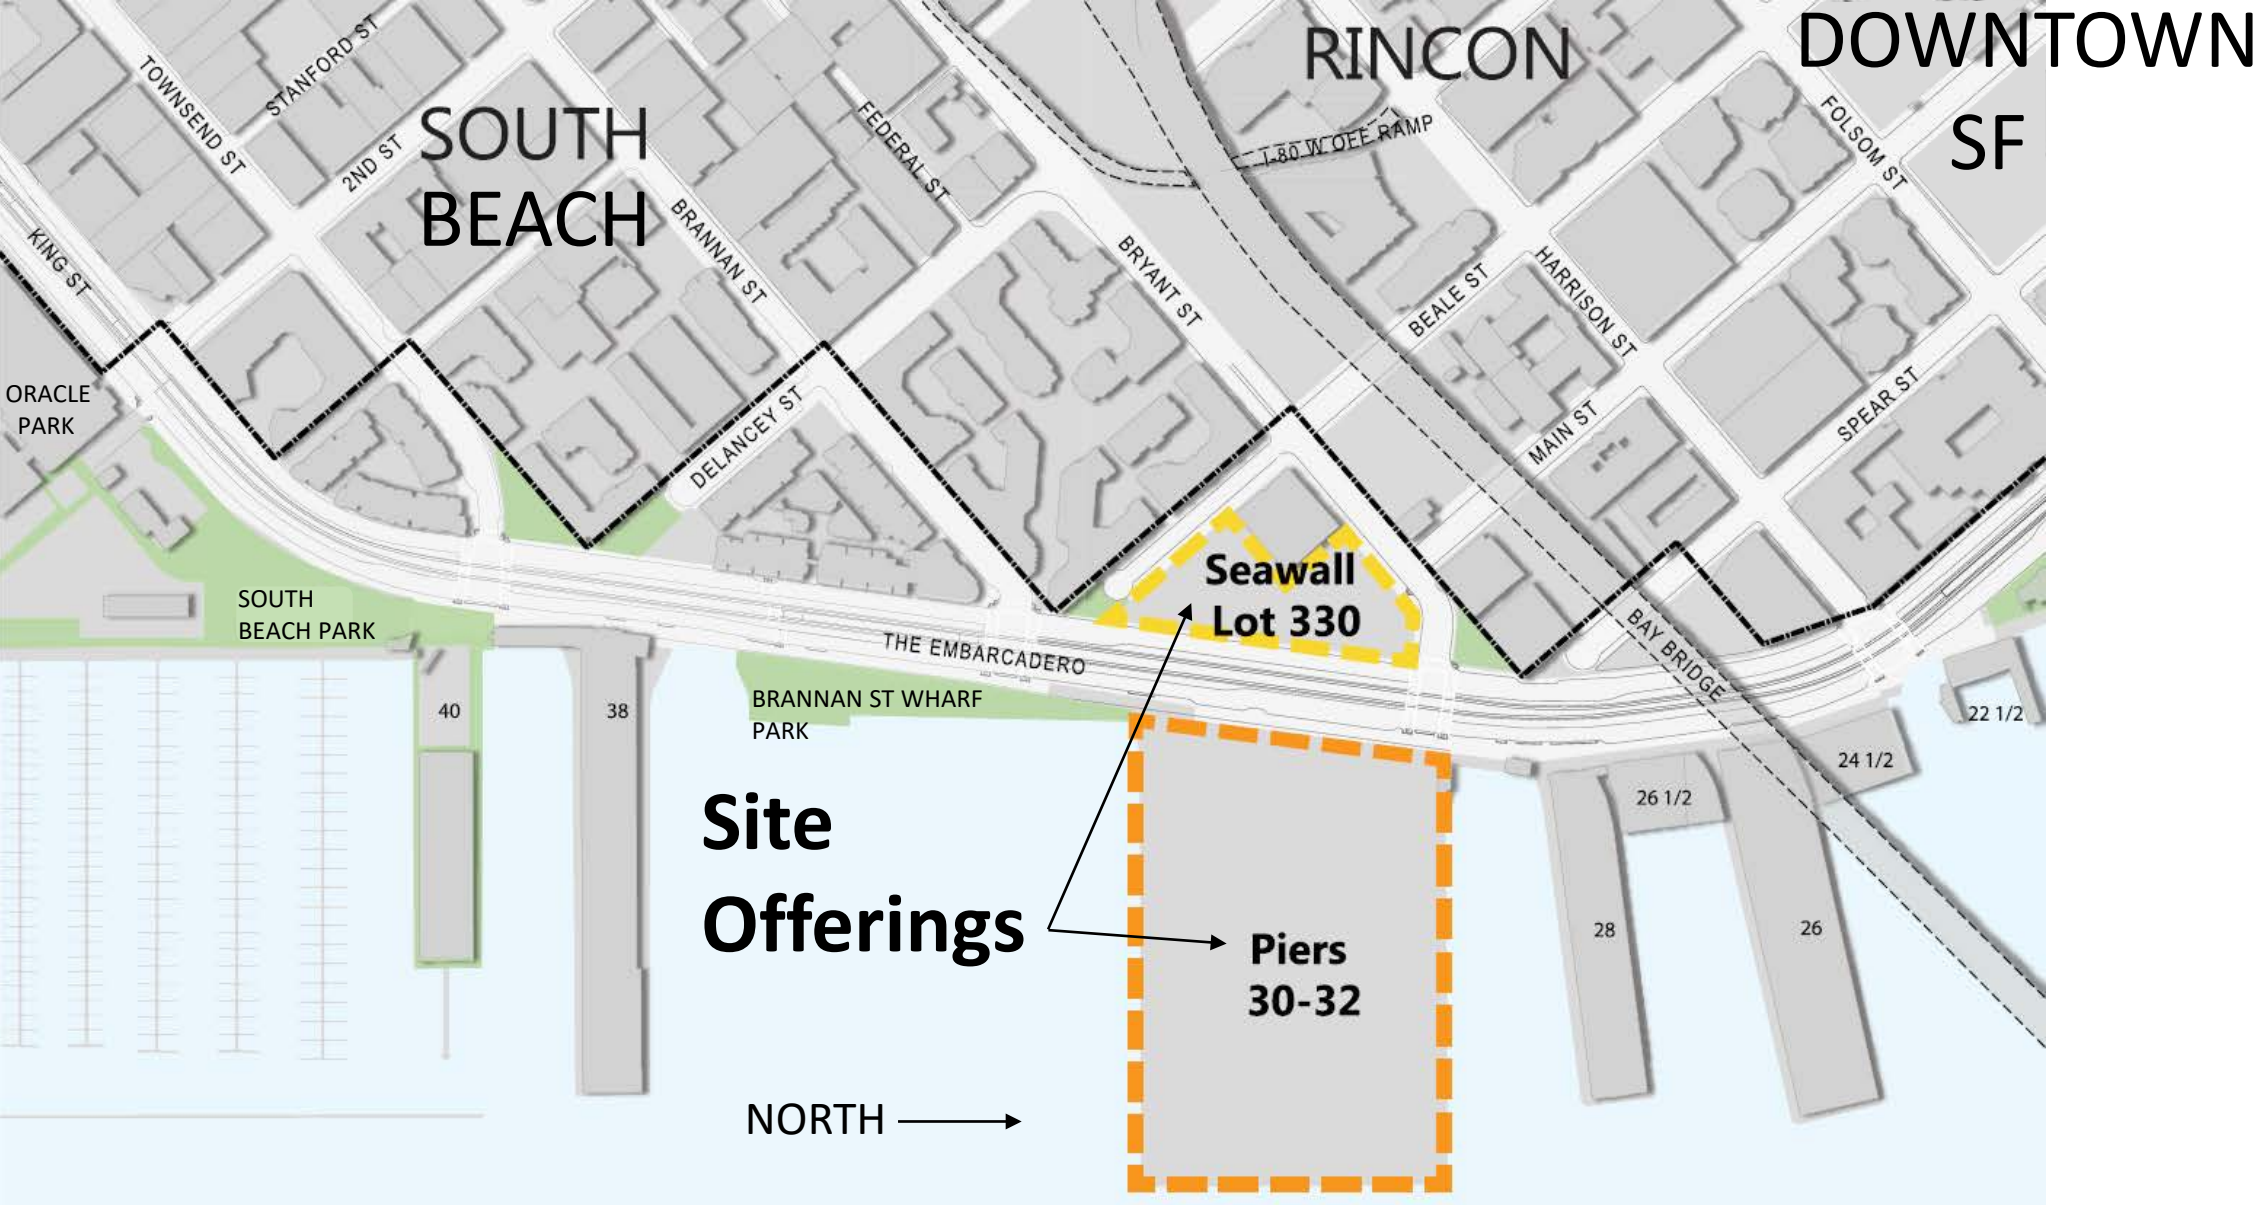 DOWNTOWN
SF
RINCON
SOUTH
BEACH
TOWNSEND ST
STANFORD ST
2ND ST
KING ST
BRANNAN ST
FEDERAL ST
BRYANT ST
I-80 W OFF RAMP
FOLSOM ST
BEALE ST
HARRISON ST
MAIN ST
SPEAR ST
DELANCEY ST
ORACLE
PARK
Seawall
Lot 330
SOUTH
BEACH PARK
THE EMBARCADERO
BAY BRIDGE
BRANNAN ST WHARF
PARK
40
38
22 1/2
24 1/2
26 1/2
28
26
Site
Offerings
Piers
30-32
NORTH